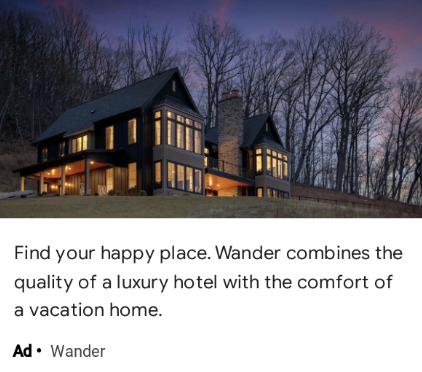 Find your happy place. Wander combines the
quality of a luxury hotel with the comfort of
a vacation home.
Ad • Wander